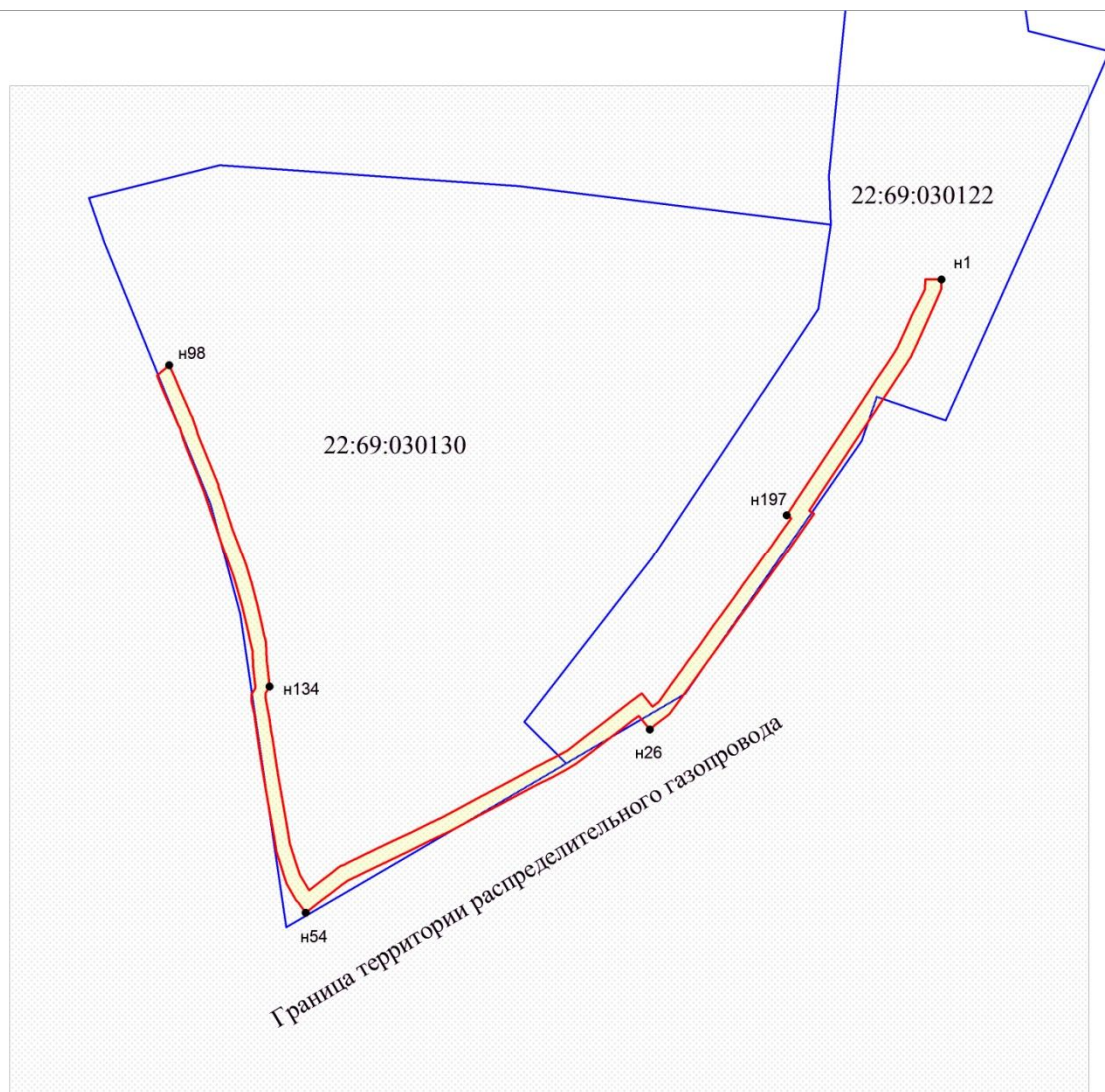 22:69:030122
н1
н98
22:69:030130
н197
н134
н26
Граница территории распределительного газопровода
н54